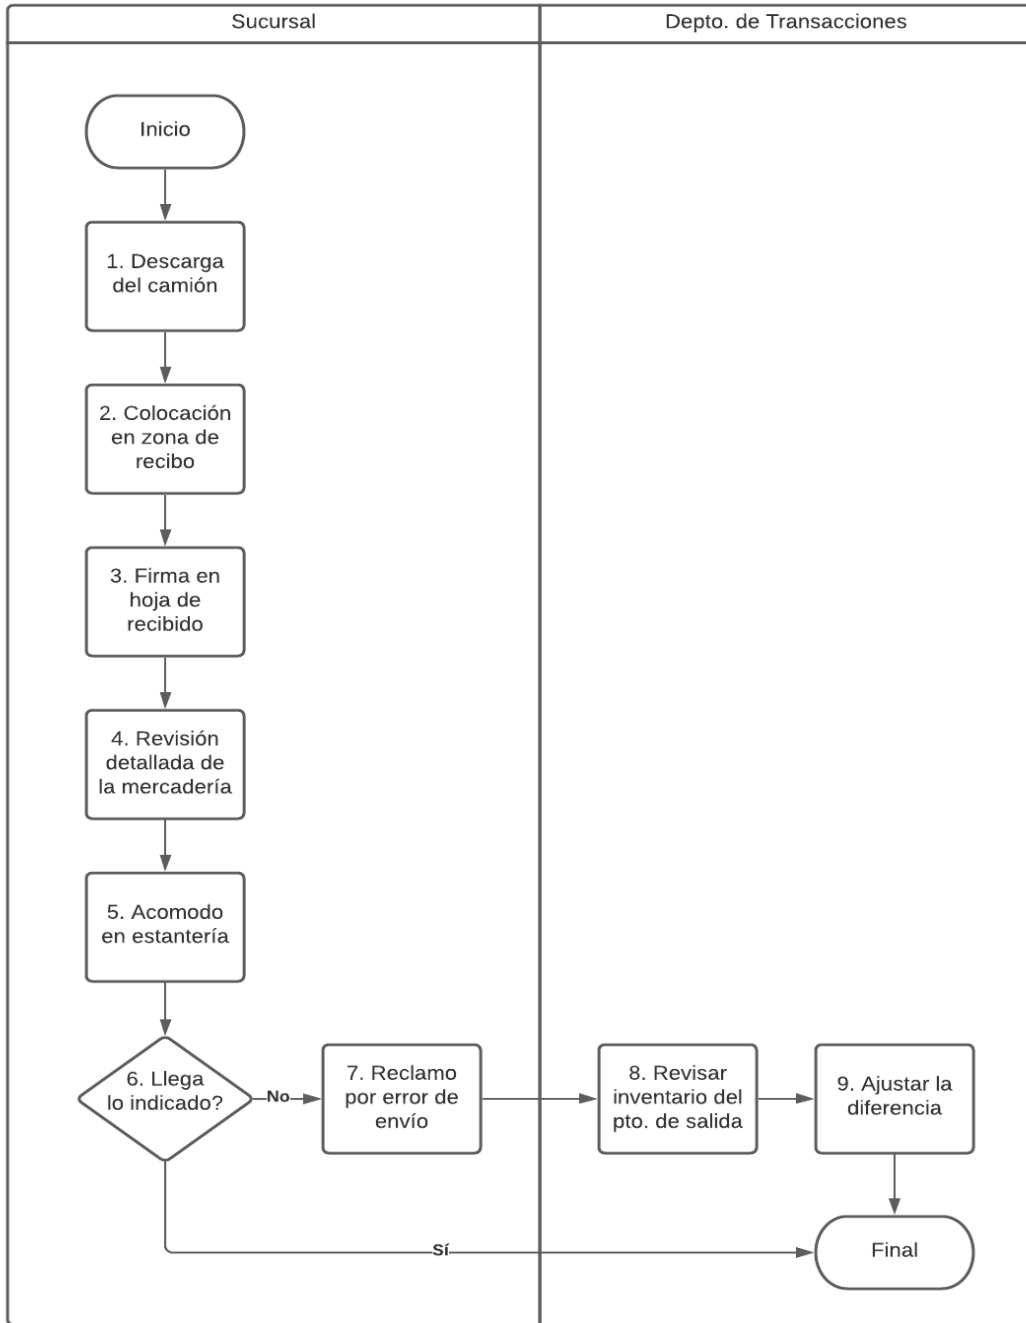 Sucursal
Depto. de Transacciones
Inicio
1. Descarga
del camión
2. Colocación
en zona de
recibo
3. Firma en
hoja de
recibido
4. Revisión
detallada de
la mercadería
5. Acomodo
en estantería
6. Llega
lo indicado?
No
7. Reclamo
por error de
envío
8. Revisar
inventario del
pto. de salida
9. Ajustar la
diferencia
Sí
Final